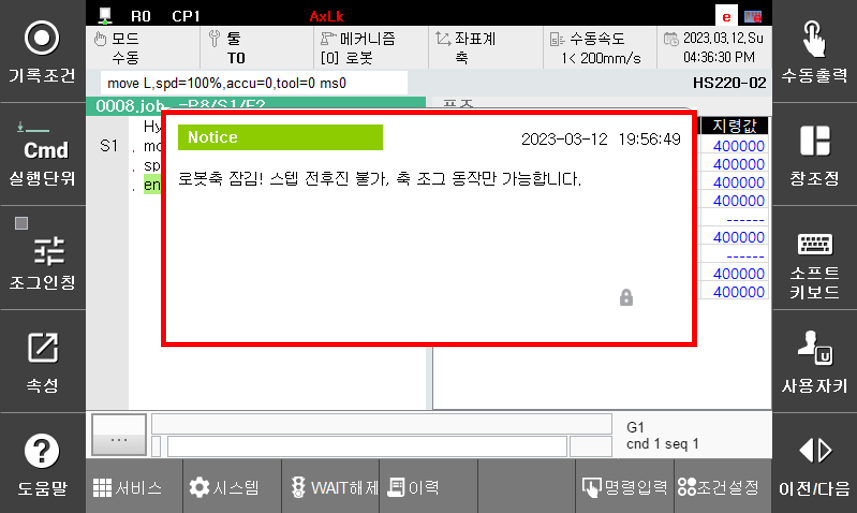 R0 CP1 AxLk e
기록조건
모드
수동
툴
T0
메커니즘
[0] 로봇
좌표계
축
수동속도
1< 200mm/s
2023.03.12.Su
04:36:30 PM
수동출력
move L,spd=100%,accu=0,tool=0 ms0
HS220-02
0008.job
Cmd
실행단위
S1
Hy
mo
sp
en
Notice
2023-03-12 19:56:49
로봇축 잠김! 스텝 전후진 불가, 축 조그 동작만 가능합니다.
지령값
400000
400000
400000
400000
------
400000
------
400000
400000
창조정
조그인칭
소프트
키보드
속성
사용자키
...
G1
cnd 1 seq 1
도움말
서비스
시스템
WAIT해제
이력
명령입력
조건설정
이전/다음